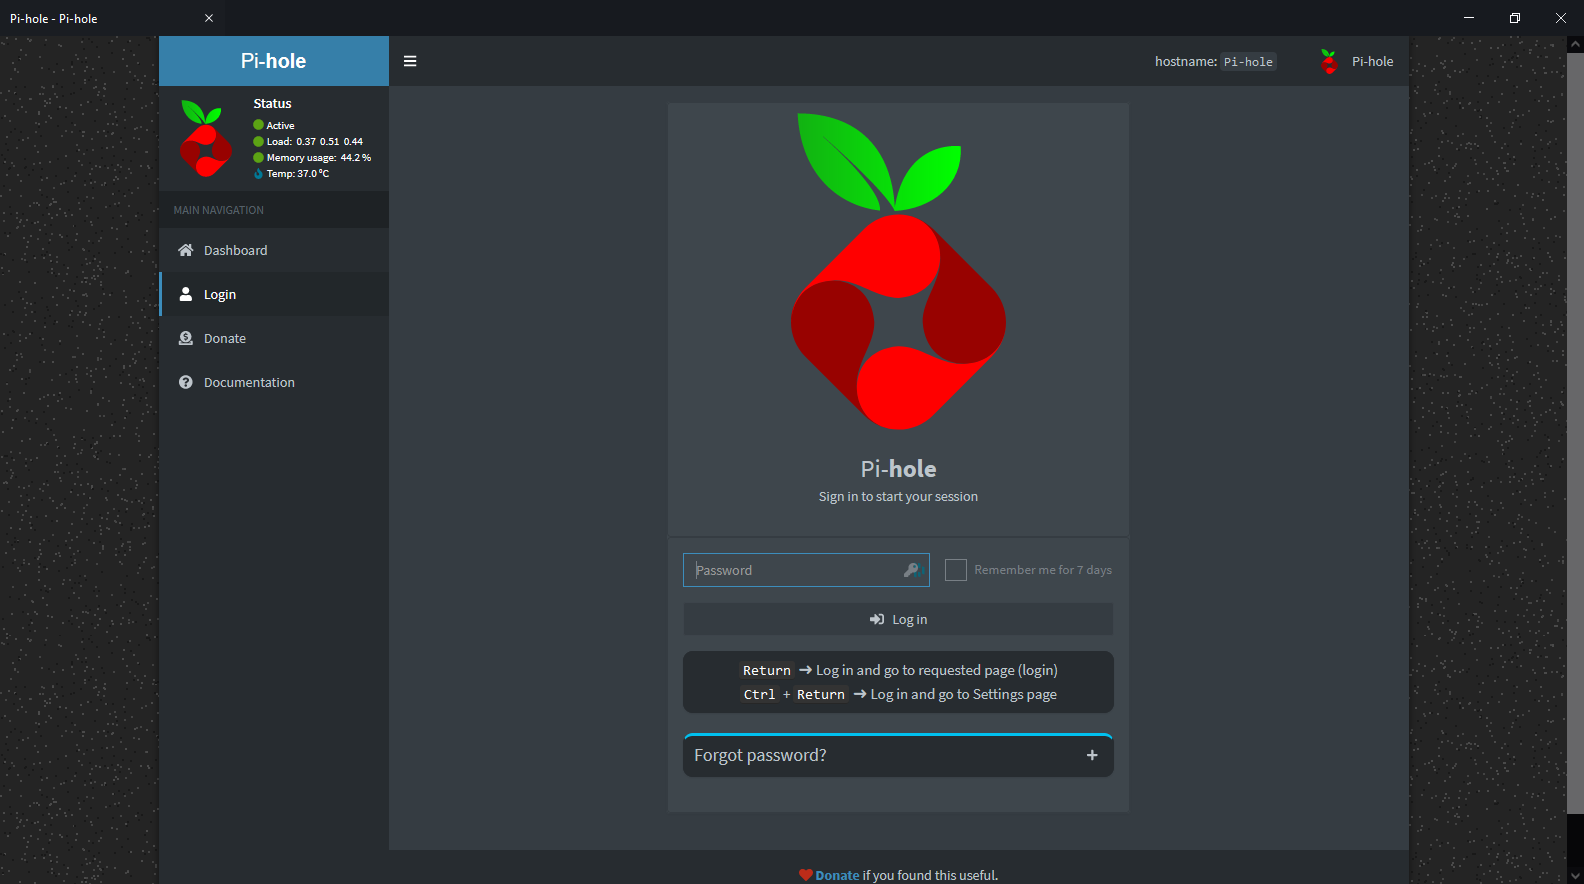 Pi-hole - Pi-hole
Pi-hole
hostname: Pi-hole
Pi-hole
Status
Active
Load: 0.37 0.51 0.44
Memory usage: 44.2 %
Temp: 37.0 °C
MAIN NAVIGATION
Dashboard
Login
Donate
Documentation
Pi-hole
Sign in to start your session
Password
Remember me for 7 days
Log in
Return ➜ Log in and go to requested page (login)
Ctrl + Return ➜ Log in and go to Settings page
Forgot password?
Donate if you found this useful.